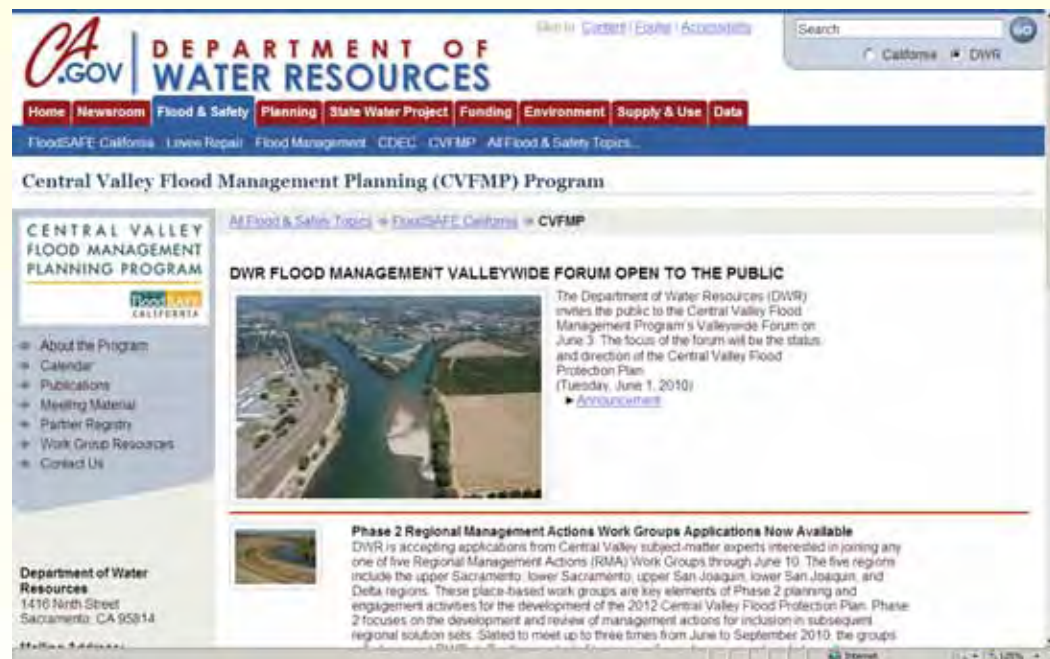 CA.GOV
DEPARTMENT OF
WATER RESOURCES
Skip to: Content | Footer | Accessibility
Search
California DWR
Home Newsroom Flood & Safety Planning State Water Project Funding Environment Supply & Use Data
FloodSAFE California Levee Repair Flood Management CDEC CVFMP All Flood & Safety Topics...
Central Valley Flood Management Planning (CVFMP) Program
CENTRAL VALLEY
FLOOD MANAGEMENT
PLANNING PROGRAM
FloodSAFE
CALIFORNIA
About the Program
Calendar
Publications
Meeting Material
Partner Registry
Work Group Resources
Contact Us
Department of Water
Resources
1416 Ninth Street
Sacramento, CA 95814
All Flood & Safety Topics FloodSAFE California CVFMP
DWR FLOOD MANAGEMENT VALLEYWIDE FORUM OPEN TO THE PUBLIC
The Department of Water Resources (DWR)
invites the public to the Central Valley Flood
Management Program's Valleywide Forum on
June 3. The focus of the forum will be the status
and direction of the Central Valley Flood
Protection Plan.
(Tuesday, June 1, 2010)
Announcement
Phase 2 Regional Management Actions Work Groups Applications Now Available
DWR is accepting applications from Central Valley subject-matter experts interested in joining any
one of five Regional Management Actions (RMA) Work Groups through June 10. The five regions
include the upper Sacramento, lower Sacramento, upper San Joaquin, lower San Joaquin, and
Delta regions. These place-based work groups are key elements of Phase 2 planning and
engagement activities for the development of the 2012 Central Valley Flood Protection Plan. Phase
2 focuses on the development and review of management actions for inclusion in subsequent
regional solution sets. Slated to meet up to three times from June to September 2010, the groups
Internet